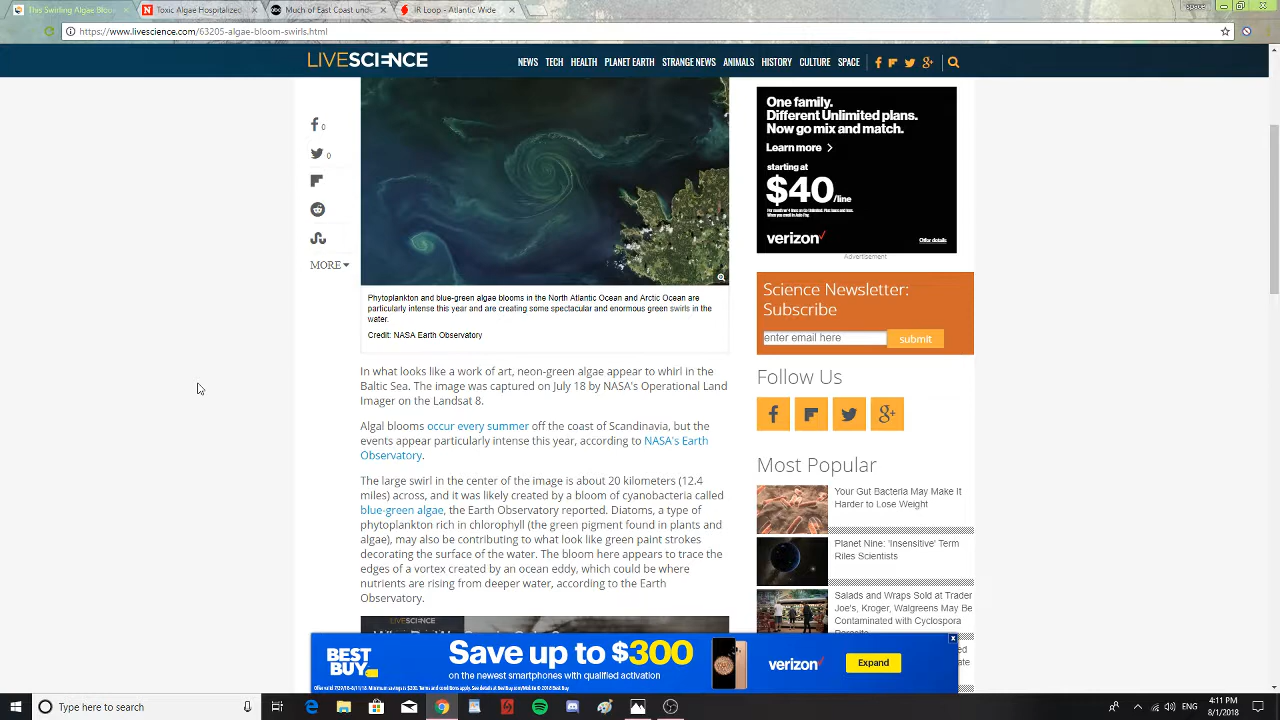 This Swirling Algae Bloo
Toxic Algae Hospitalized
Much of East Coast und
IR Loop - Atlantic Wide
space
https://www.livescience.com/63205-algae-bloom-swirls.html
LIVESCIENCE
NEWS TECH HEALTH PLANET EARTH STRANGE NEWS ANIMALS HISTORY CULTURE SPACE
0
0
MORE
One family.
Different Unlimited plans.
Now go mix and match.
Learn more
starting at
$40/line
verizon
Offer details
Advertisement
Phytoplankton and blue-green algae blooms in the North Atlantic Ocean and Arctic Ocean are
particularly intense this year and are creating some spectacular and enormous green swirls in the
water.
Credit: NASA Earth Observatory
In what looks like a work of art, neon-green algae appear to whirl in the
Baltic Sea. The image was captured on July 18 by NASA's Operational Land
Imager on the Landsat 8.
Algal blooms occur every summer off the coast of Scandinavia, but the
events appear particularly intense this year, according to NASA's Earth
Observatory.
The large swirl in the center of the image is about 20 kilometers (12.4
miles) across, and it was likely created by a bloom of cyanobacteria called
blue-green algae, the Earth Observatory reported. Diatoms, a type of
phytoplankton rich in chlorophyll (the green pigment found in plants and
algae), may also be contributing to what look like green paint strokes
decorating the surface of the water. The bloom here appears to trace the
edges of a vortex created by an ocean eddy, which could be where
nutrients are rising from deeper water, according to the Earth
Observatory.
LIVESCIENCE
Science Newsletter:
Subscribe
enter email here
submit
Follow Us
Most Popular
Your Gut Bacteria May Make It
Harder to Lose Weight
Planet Nine: 'Insensitive' Term
Riles Scientists
Salads and Wraps Sold at Trader
Joe's, Kroger, Walgreens May Be
Contaminated with Cyclospora
Parasite
BEST
BUY
Save up to $300
on the newest smartphones with qualified activation
verizon
Expand
Type here to search
4:11 PM
8/1/2018